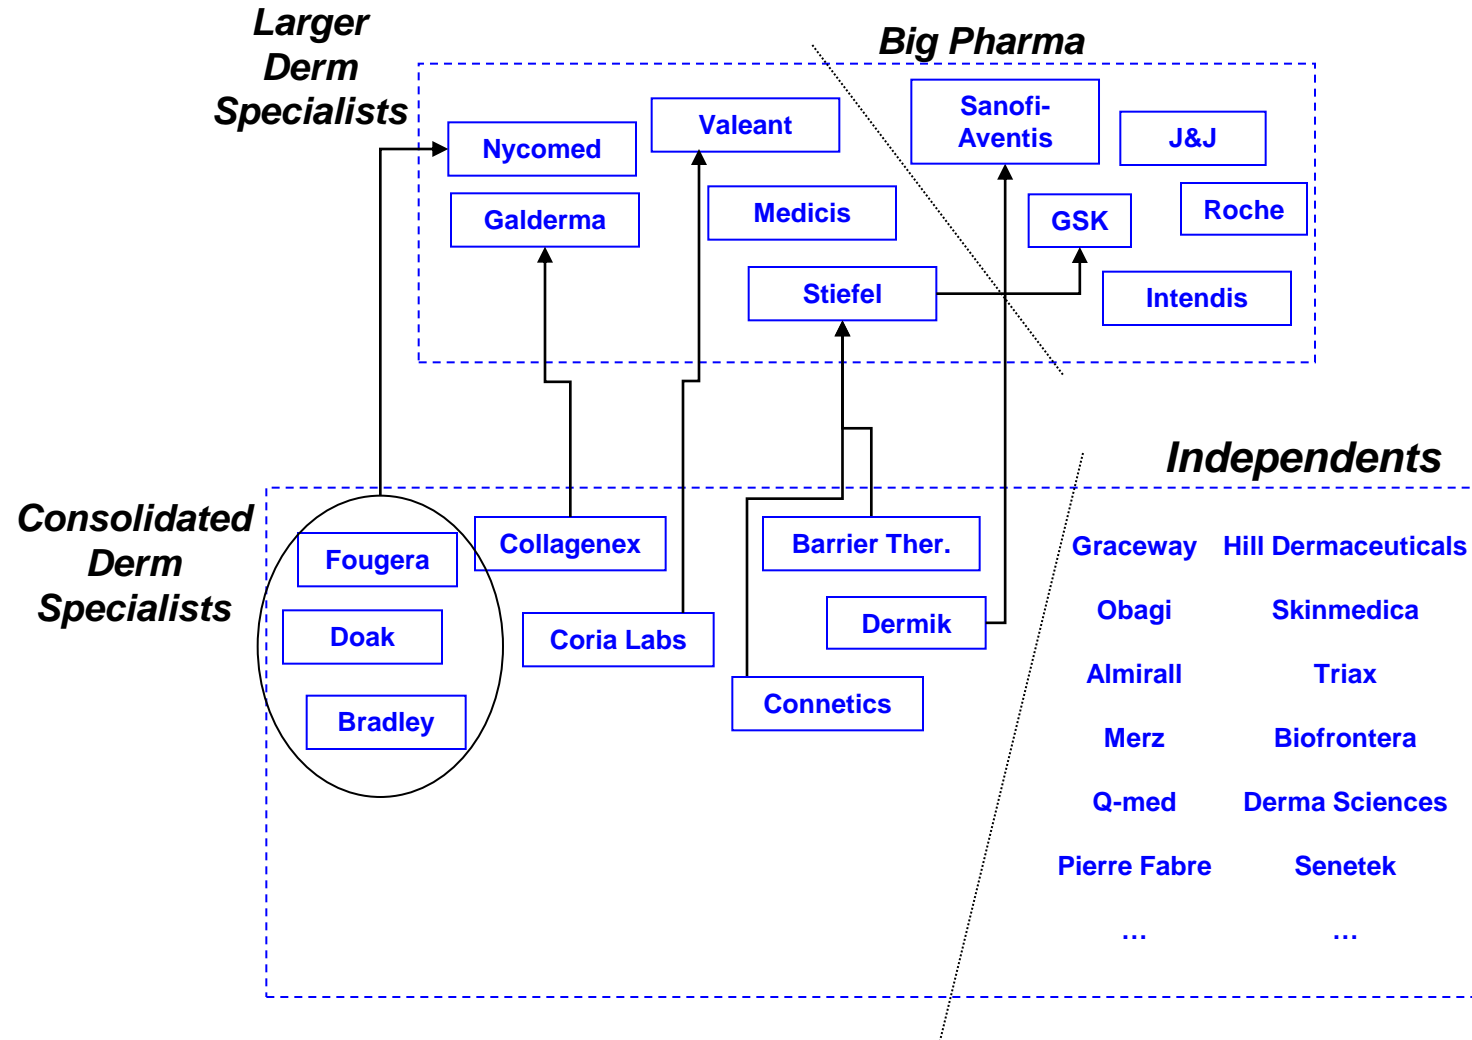 Larger
Derm
Specialists
Big Pharma
Nycomed
Valeant
Sanofi-
Aventis
J&J
Galderma
Medicis
GSK
Roche
Stiefel
Intendis
Independents
Consolidated
Derm
Specialists
Fougera
Collagenex
Barrier Ther.
Doak
Coria Labs
Dermik
Bradley
Connetics
Graceway Hill Dermaceuticals
Obagi Skinmedica
Almirall Triax
Merz Biofrontera
Q-med Derma Sciences
Pierre Fabre Senetek
… …